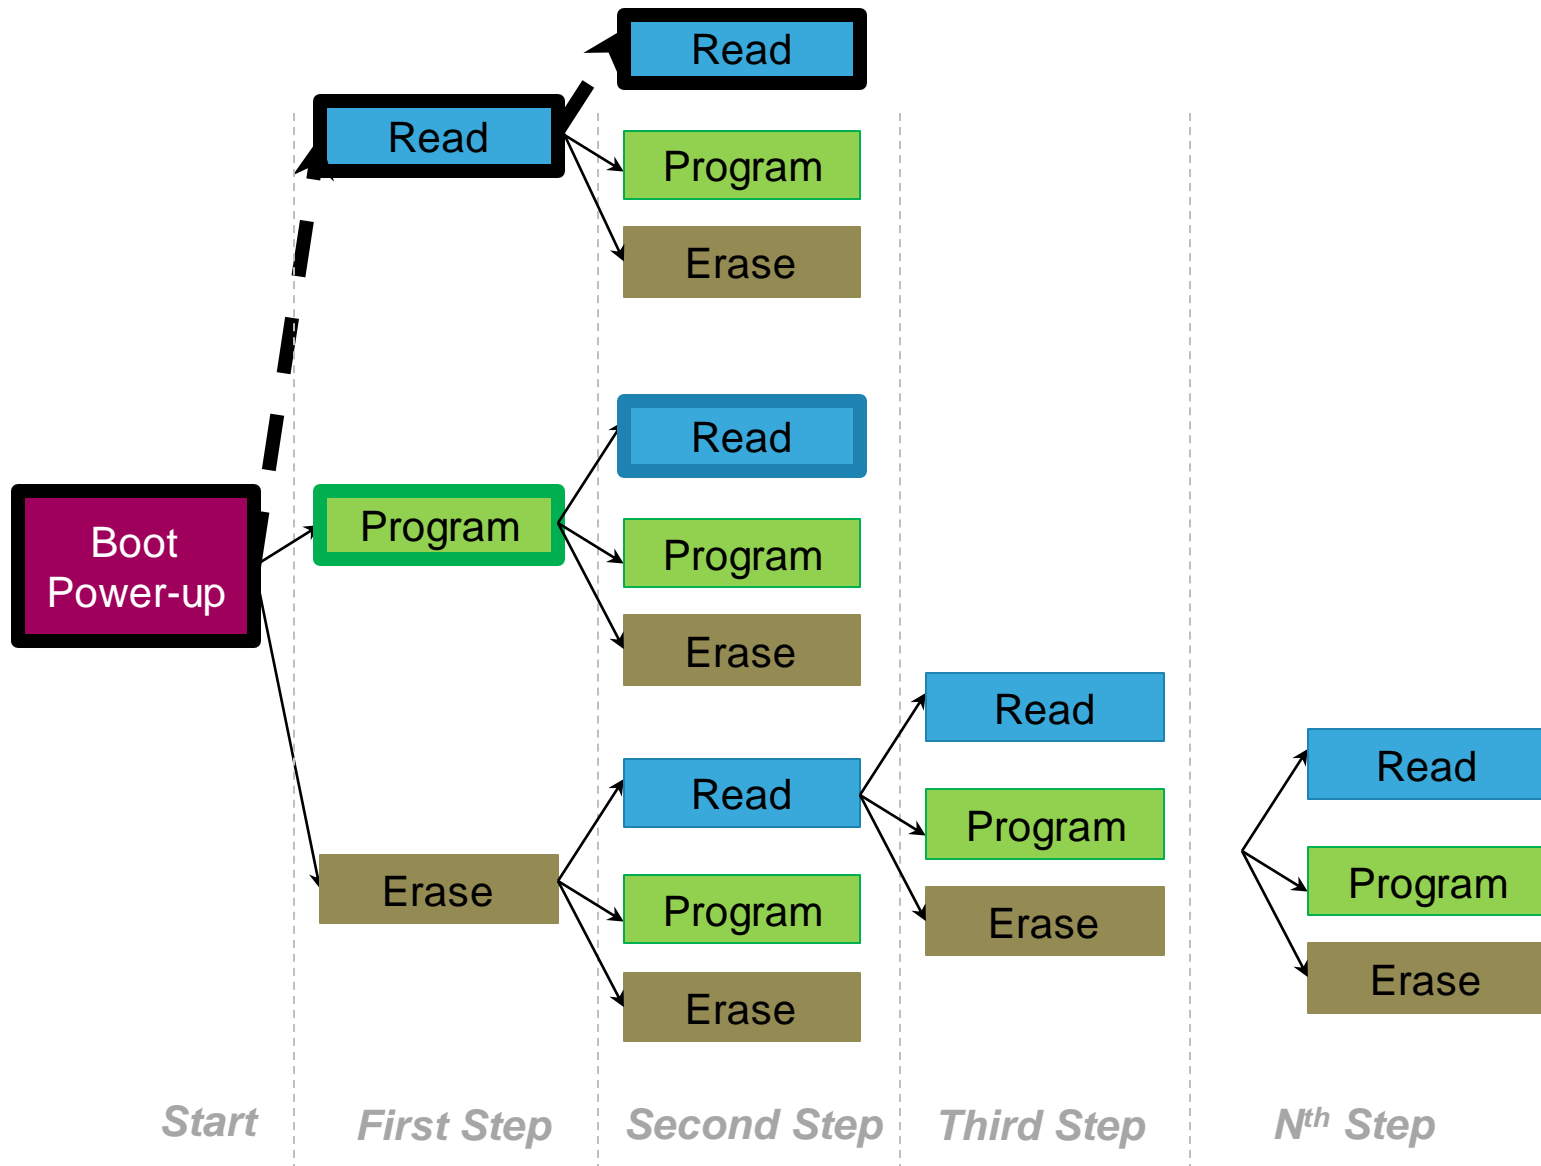 Read
Read
Program
Erase
Read
Boot
Power-up
Program
Program
Erase
Read
Read
Read
Program
Program
Erase
Program
Erase
Erase
Erase
Start
First Step
Second Step
Third Step
Nth Step